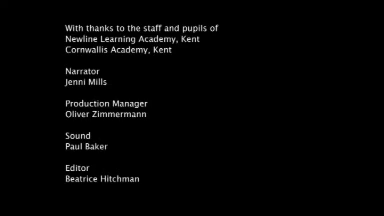 With thanks to the staff and pupils of
Newline Learning Academy, Kent
Cornwallis Academy, Kent
Narrator
Jenni Mills
Production Manager
Oliver Zimmermann
Sound
Paul Baker
Editor
Beatrice Hitchman